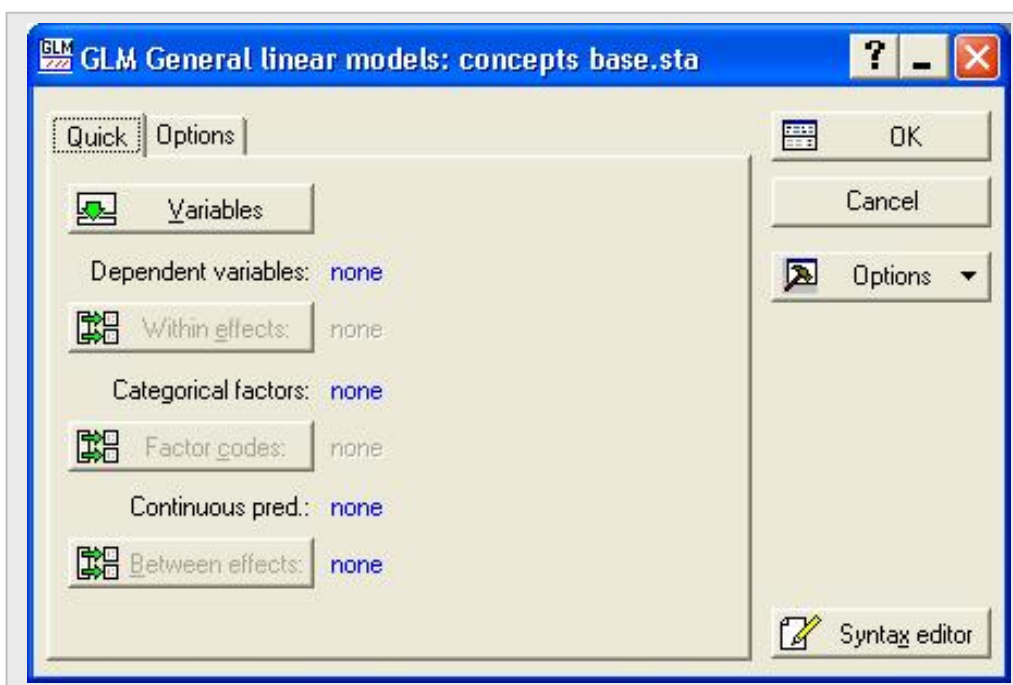 GLM GLM General linear models: concepts base.sta ?
Quick Options
OK
Variables
Cancel
Dependent variables: none
Options
Within effects: none
Categorical factors: none
Factor codes: none
Continuous pred.: none
Between effects: none
Syntax editor